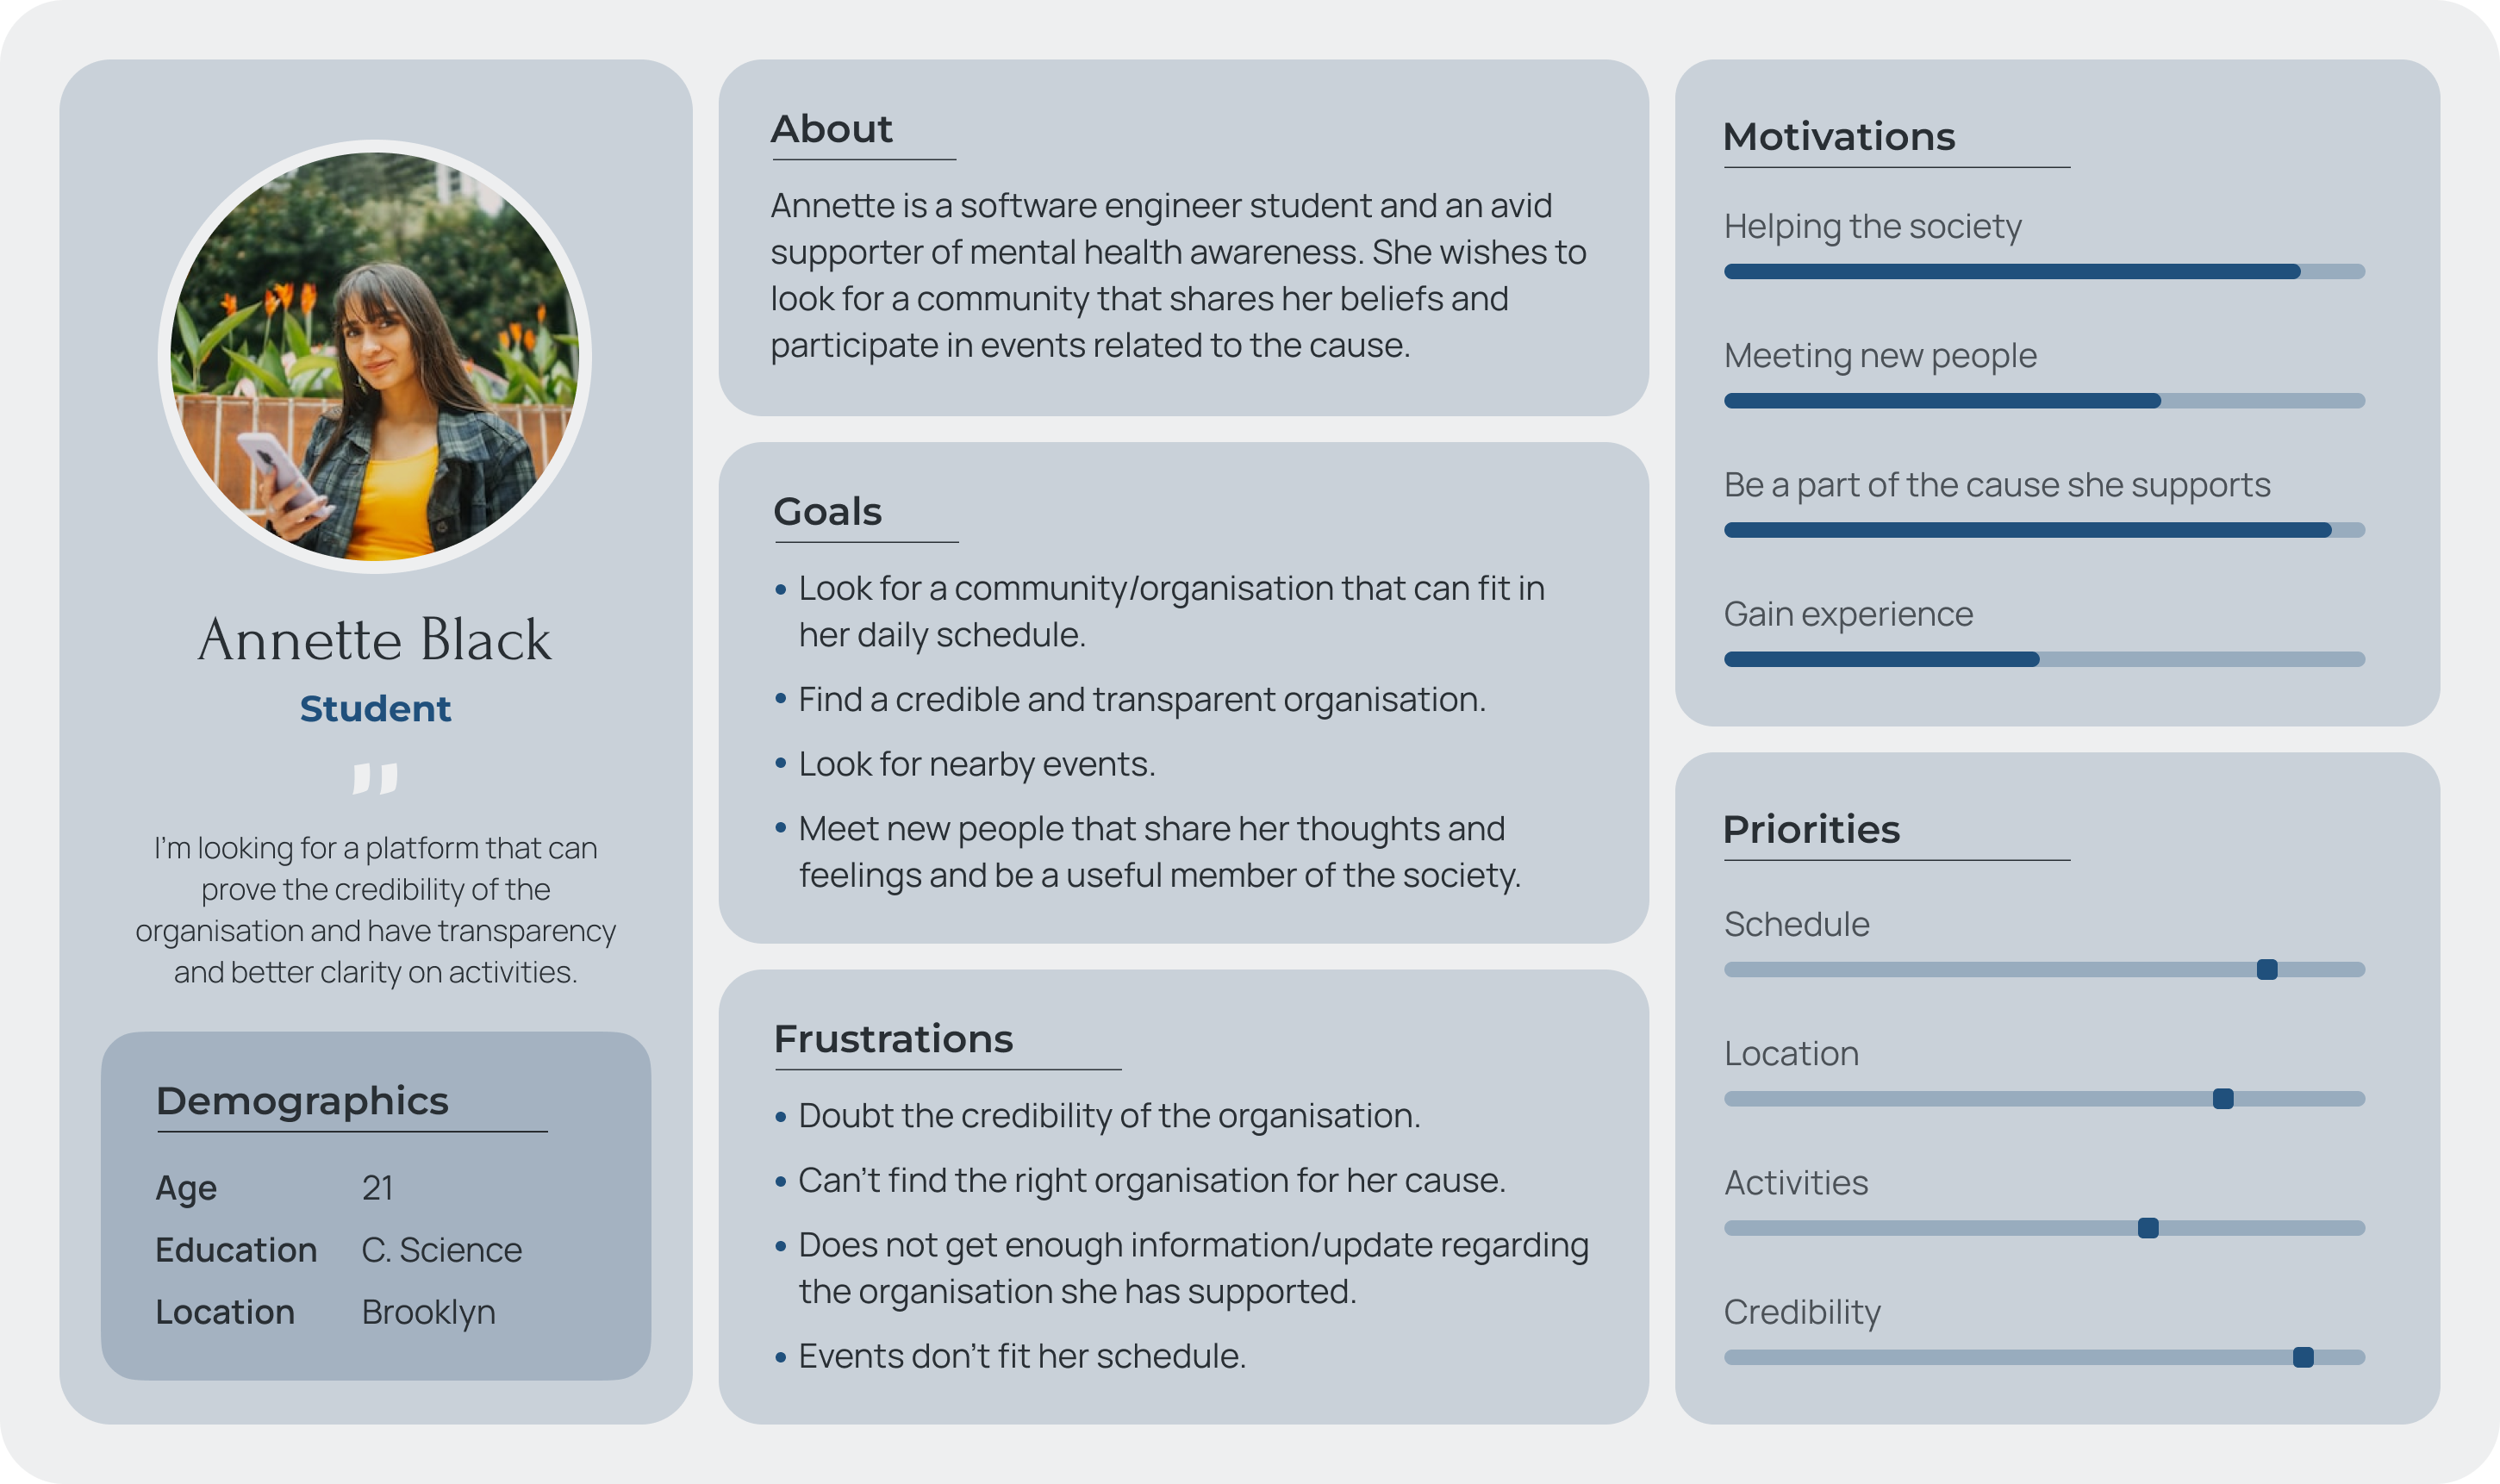 Annette Black
Student
"
I'm looking for a platform that can
prove the credibility of the
organisation and have transparency
and better clarity on activities.
Demographics
Age 21
Education C. Science
Location Brooklyn
About
Annette is a software engineer student and an avid
supporter of mental health awareness. She wishes to
look for a community that shares her beliefs and
participate in events related to the cause.
Goals
• Look for a community/organisation that can fit in
her daily schedule.
• Find a credible and transparent organisation.
• Look for nearby events.
• Meet new people that share her thoughts and
feelings and be a useful member of the society.
Frustrations
• Doubt the credibility of the organisation.
• Can't find the right organisation for her cause.
• Does not get enough information/update regarding
the organisation she has supported.
• Events don't fit her schedule.
Motivations
Helping the society
Meeting new people
Be a part of the cause she supports
Gain experience
Priorities
Schedule
Location
Activities
Credibility